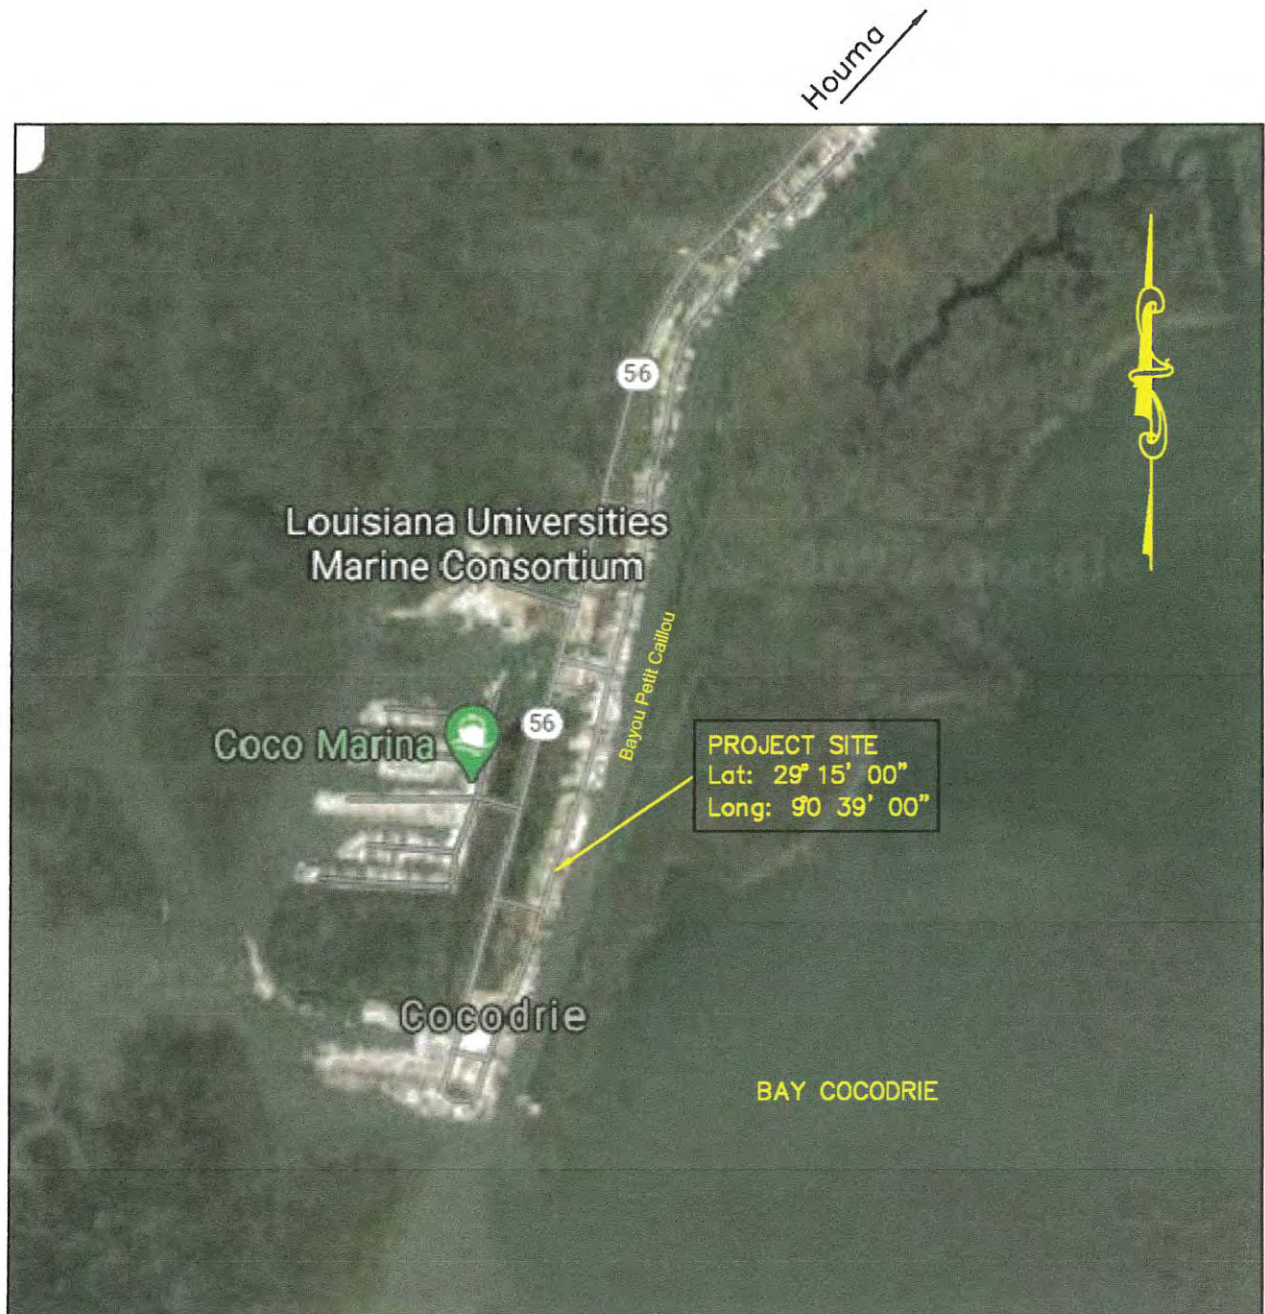 Houma
56
Louisiana Universities
Marine Consortium
Bayou Petit Caillou
56
Coco Marina
PROJECT SITE
Lat: 29° 15' 00"
Long: 90 39' 00"
Cocodrie
BAY COCODRIE